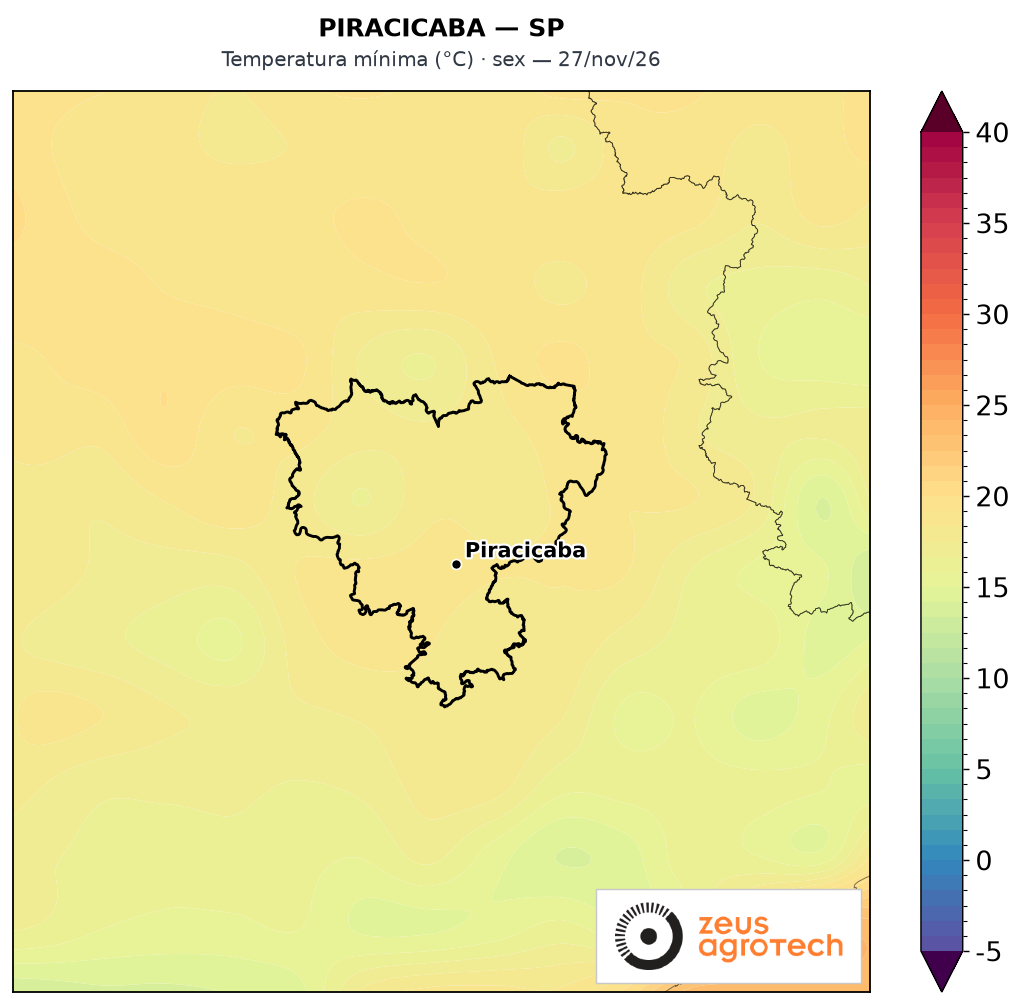 PIRACICABA — SP
Temperatura mínima (°C) · sex — 27/nov/26
40
35
30
25
20
15
10
5
0
-5
Piracicaba
zeus
agrotech